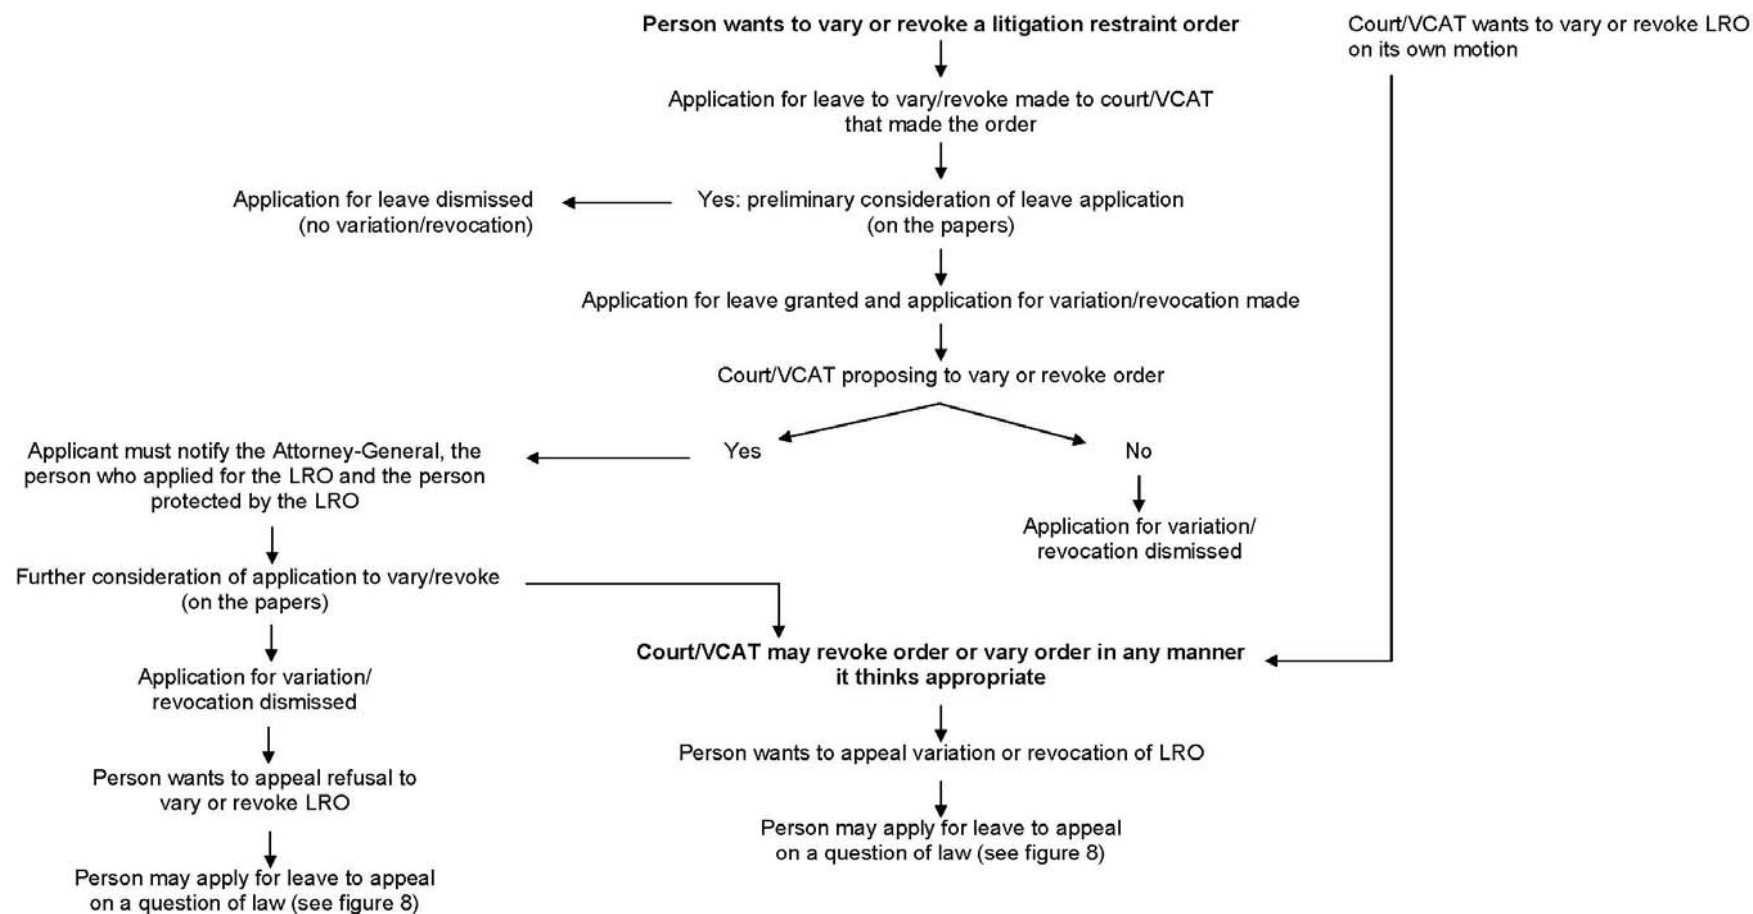 Person wants to vary or revoke a litigation restraint order
Court/VCAT wants to vary or revoke LRO
on its own motion
Application for leave to vary/revoke made to court/VCAT
that made the order
Application for leave dismissed
(no variation/revocation)
Yes: preliminary consideration of leave application
(on the papers)
Application for leave granted and application for variation/revocation made
Court/VCAT proposing to vary or revoke order
Applicant must notify the Attorney-General, the
person who applied for the LRO and the person
protected by the LRO
Yes
No
Application for variation/
revocation dismissed
Further consideration of application to vary/revoke
(on the papers)
Court/VCAT may revoke order or vary order in any manner
it thinks appropriate
Application for variation/
revocation dismissed
Person wants to appeal variation or revocation of LRO
Person wants to appeal refusal to
vary or revoke LRO
Person may apply for leave to appeal
on a question of law (see figure 8)
Person may apply for leave to appeal
on a question of law (see figure 8)